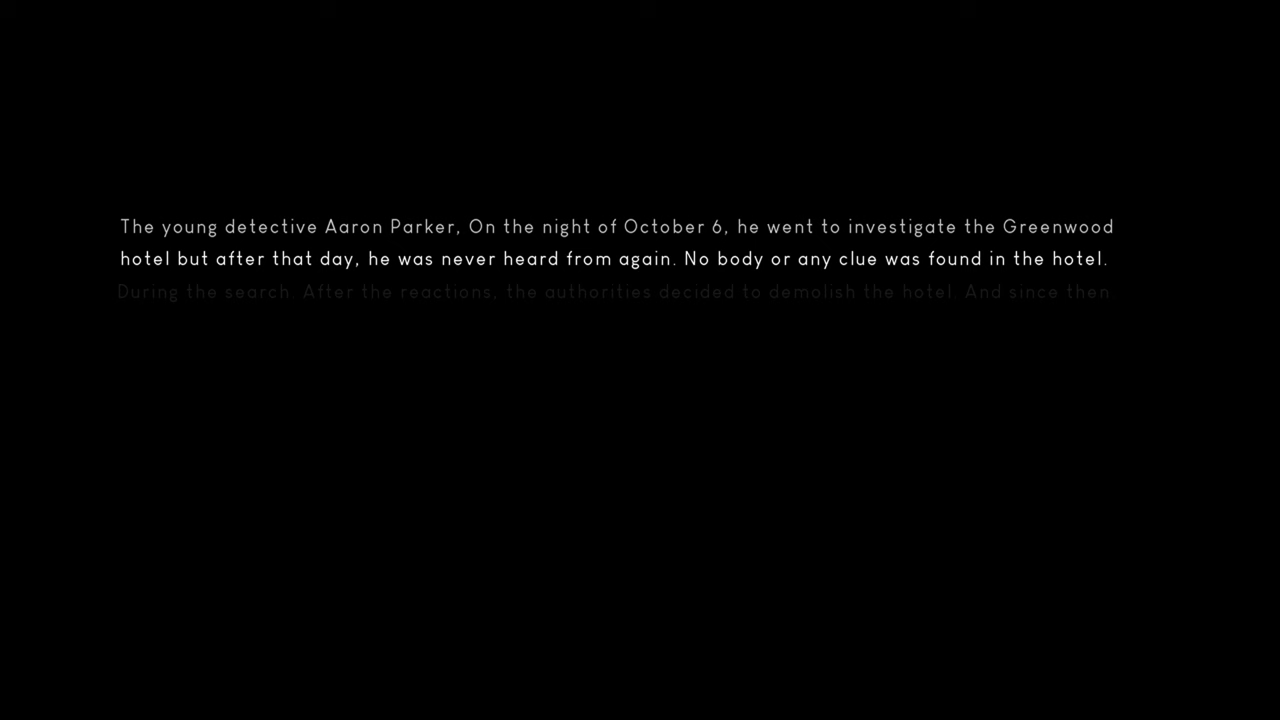 The young detective Aaron Parker, On the night of October 6, he went to investigate the Greenwood
hotel but after that day, he was never heard from again. No body or any clue was found in the hotel.
During the search. After the reactions, the authorities decided to demolish the hotel. And since then.